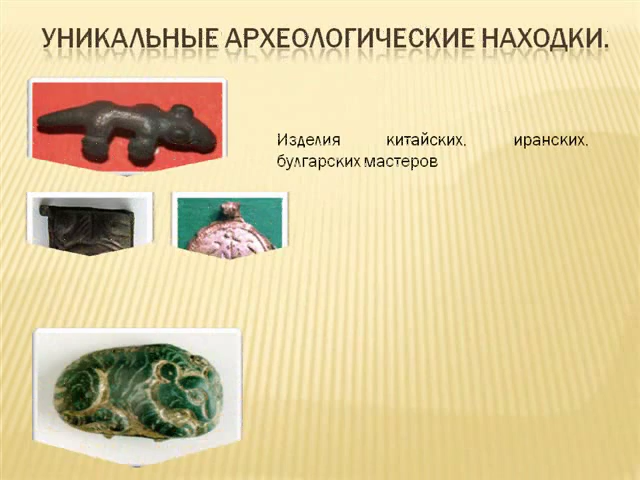 УНИКАЛЬНЫЕ АРХЕОЛОГИЧЕСКИЕ НАХОДКИ.
Изделия китайских, иранских,
булгарских мастеров